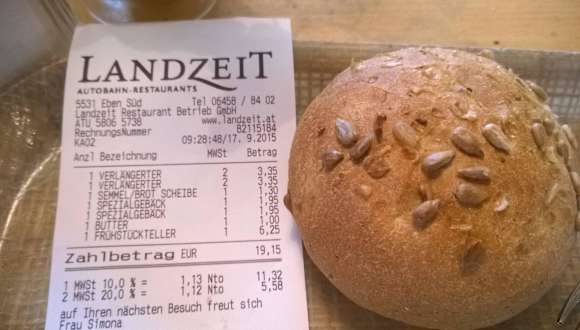 LANDZEIT
AUTOBAHN-RESTAURANTS
5531 Eben Süd Tel 06458 / 84 02
Landzeit Restaurant Betrieb GmbH
ATU 5806 5738 www.landzeit.at
RechnungsNummer B2115184
KA02 09:28:48/17. 9.2015
Anzl Bezeichnung MWSt Betrag
1 VERLÄNGERTER 2 3,35
1 VERLÄNGERTER 2 3,35
1 SEMMEL/BROT SCHEIBE 1 1,30
1 SPEZIALGEBÄCK 1 1,95
1 SPEZIALGEBÄCK 1 1,95
1 BUTTER 1 1,00
1 FRÜHSTÜCKTELLER 1 6,25
Zahlbetrag EUR 19,15
1 MWSt 10,0 % = 1,13 Nto 11,32
2 MWSt 20,0 % = 1,12 Nto 5,58
auf Ihren nächsten Besuch freut sich
Frau Simona